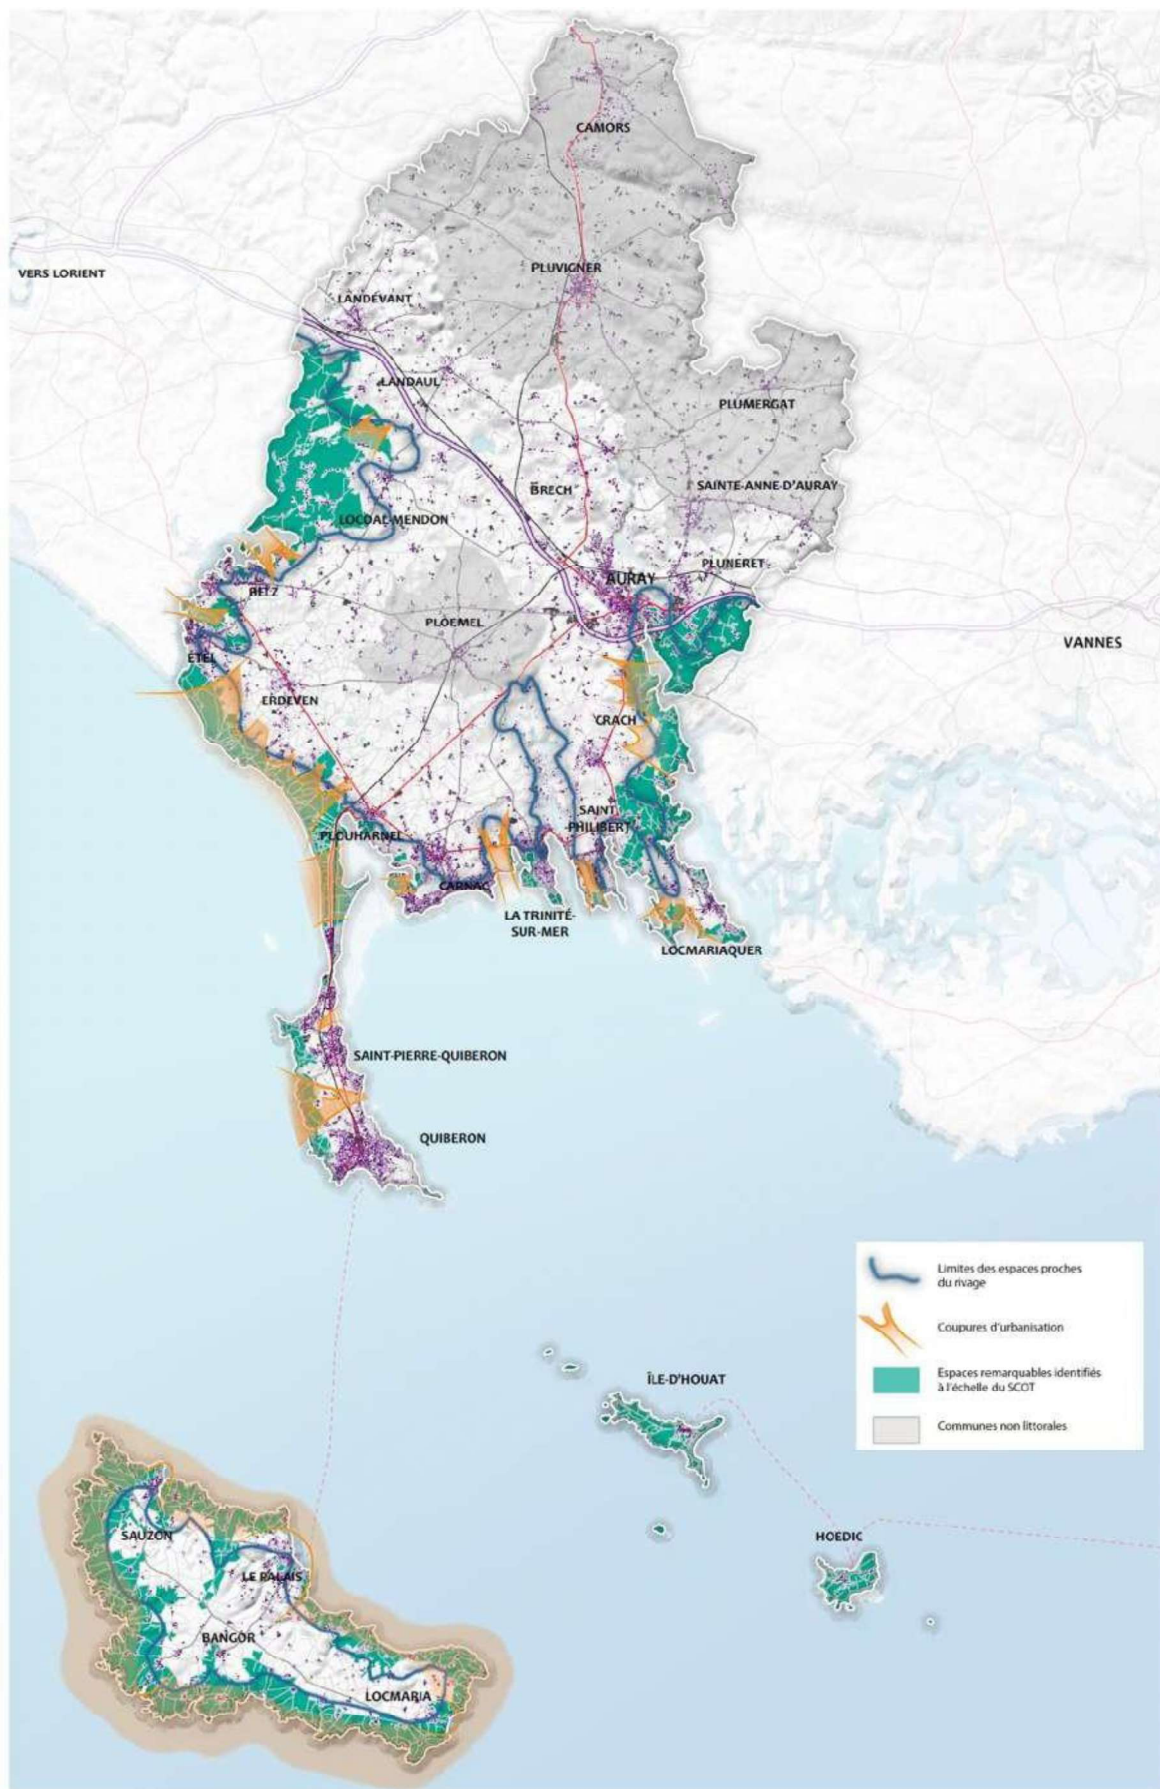 CAMORS
PLUVIGNER
VERS LORIENT
LANDÉVANT
LANDAUL
PLUMERGAT
SAINTE-ANNE-D'AURAY
BRECH
LOCOAL-MENDON
PLUNERET
AURAY
BELZ
PLOEMEL
VANNES
ÉTEL
ERDEVEN
CRACH
SAINT
-PHILIBERT
PLOUHARNEL
CARNAC
LA TRINITÉ-
SUR-MER
LOCMARIAQUER
SAINT-PIERRE-QUIBERON
QUIBERON
Limites des espaces proches
du rivage
Coupures d'urbanisation
Espaces remarquables identifiés
à l'échelle du SCOT
Communes non littorales
ÎLE-D'HOUAT
HOEDIC
SAUZON
LE PALAIS
BANGOR
LOCMARIA